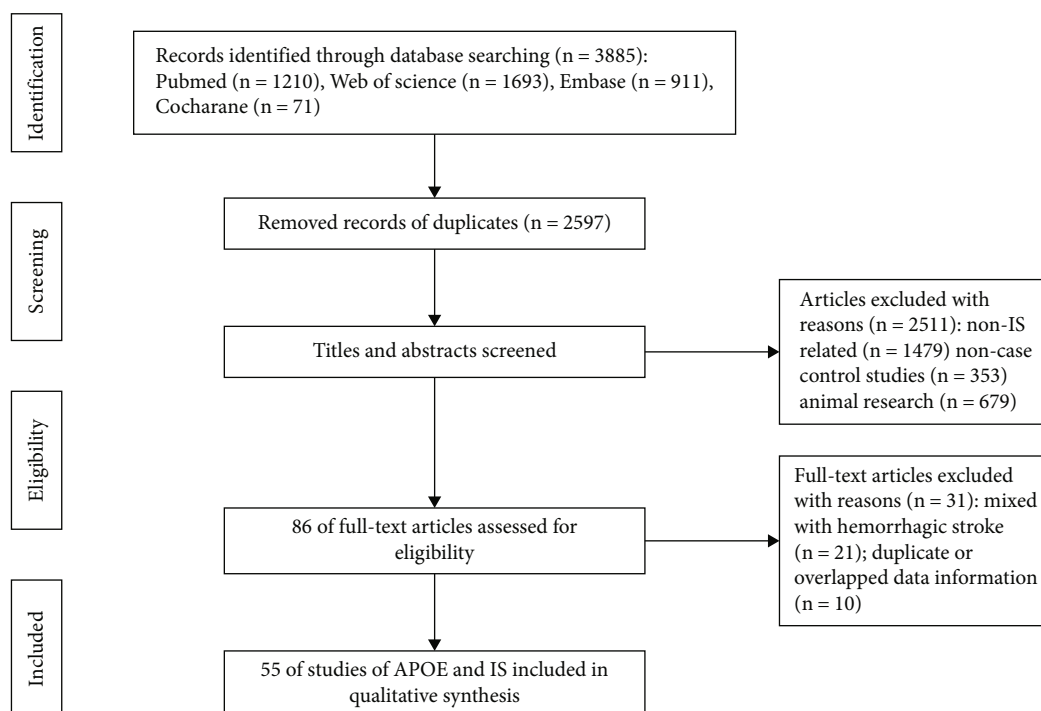 Identification
Records identified through database searching (n = 3885):
Pubmed (n = 1210), Web of science (n = 1693), Embase (n = 911),
Cocharane (n = 71)
Screening
Removed records of duplicates (n = 2597)
Titles and abstracts screened
Articles excluded with
reasons (n = 2511): non-IS
related (n = 1479) non-case
control studies (n = 353)
animal research (n = 679)
Eligibility
86 of full-text articles assessed for
eligibility
Full-text articles excluded
with reasons (n = 31): mixed
with hemorrhagic stroke
(n = 21); duplicate or
overlapped data information
(n = 10)
Included
55 of studies of APOE and IS included in
qualitative synthesis